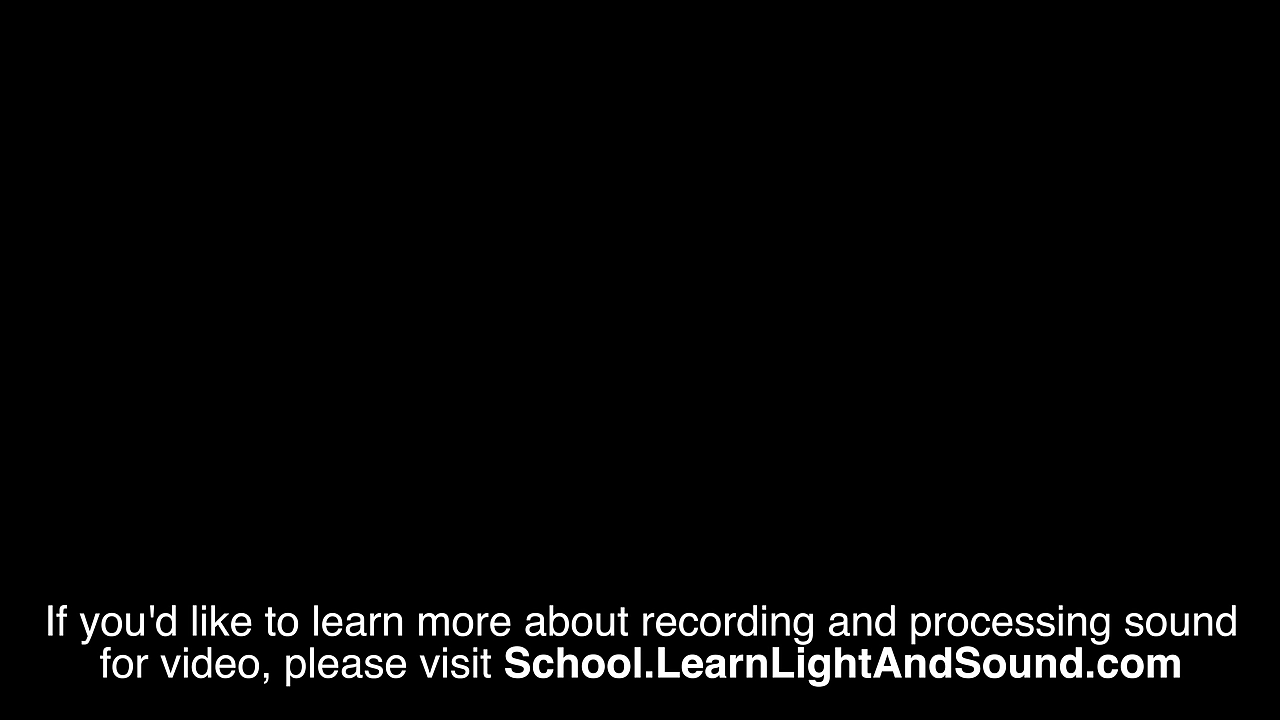 If you'd like to learn more about recording and processing sound
for video, please visit School.LearnLightAndSound.com